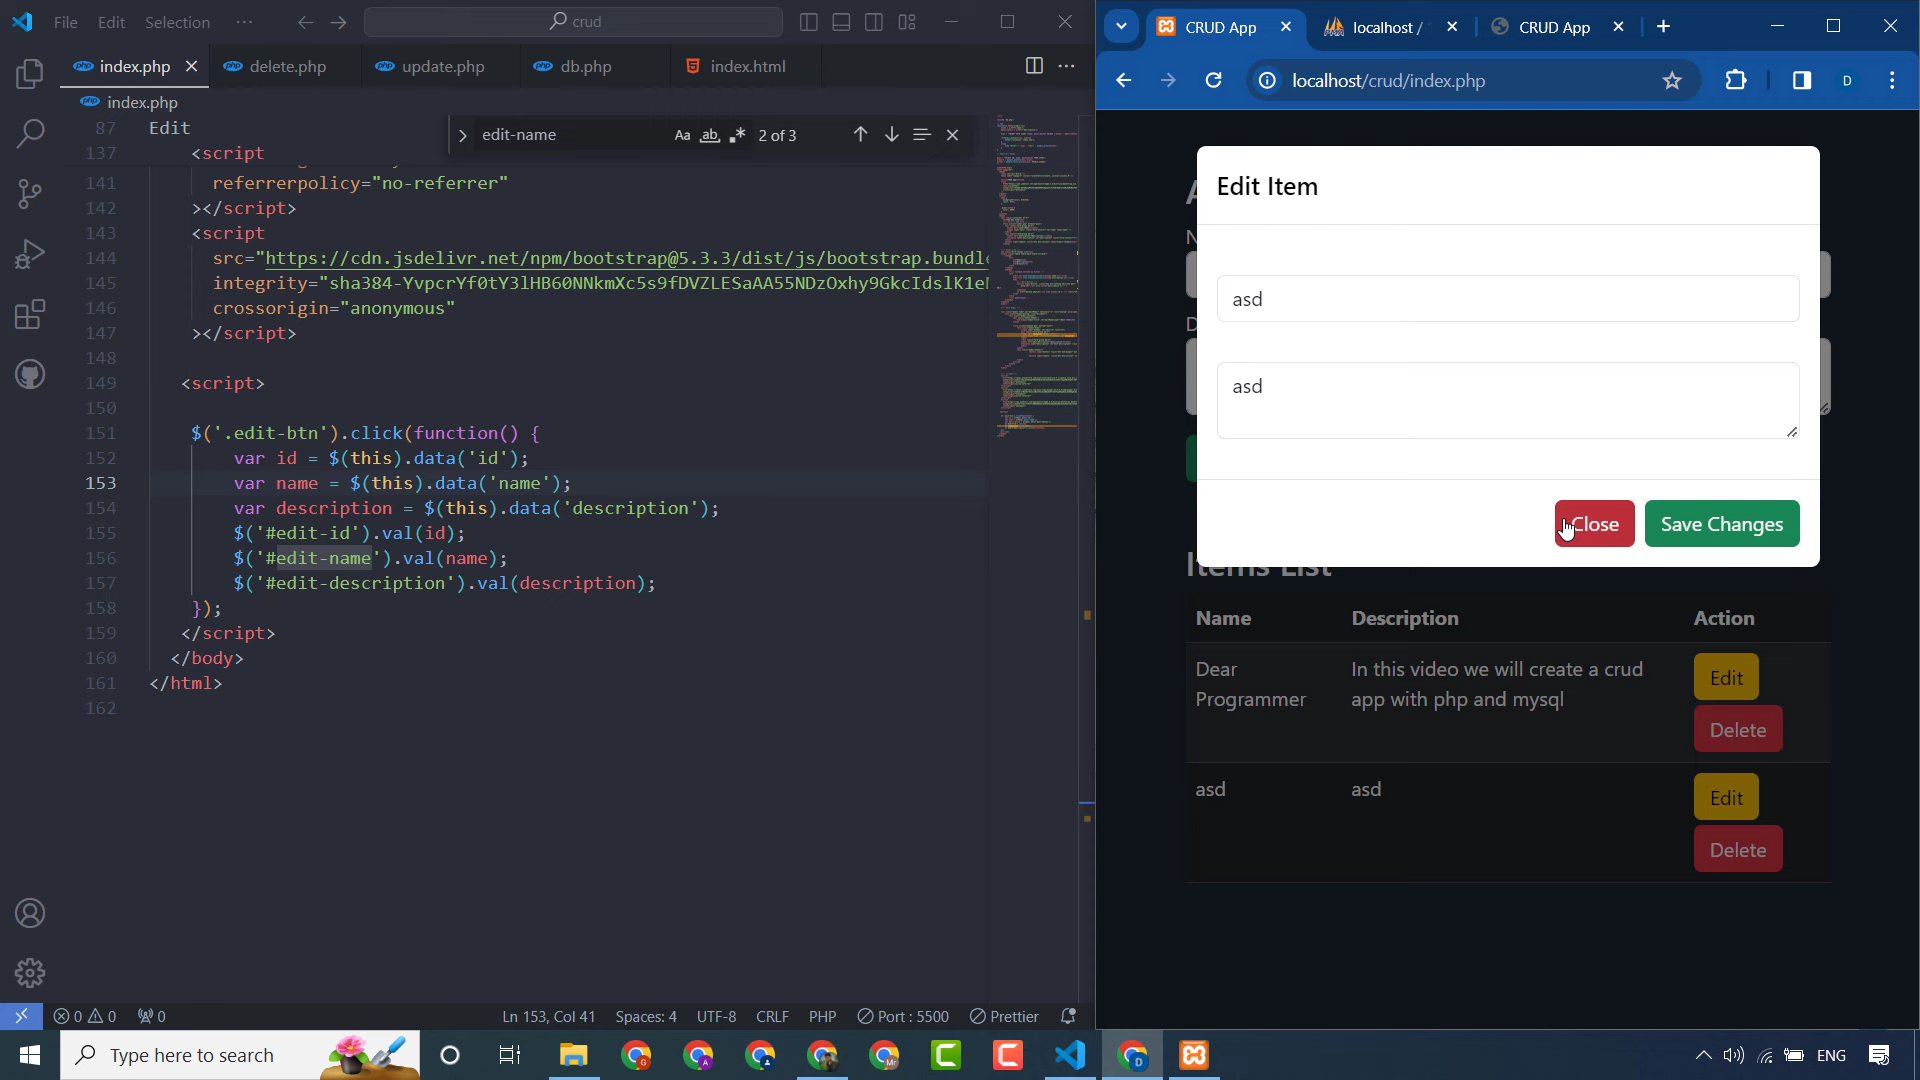 File Edit Selection ···
crud
index.php
delete.php
update.php
db.php
index.html
index.php
edit-name
Aa ab 2 of 3
87 Edit
137 <script
141 referrerpolicy="no-referrer"
142 ></script>
143 <script
144 src="https://cdn.jsdelivr.net/npm/bootstrap@5.3.3/dist/js/bootstrap.bundle
145 integrity="sha384-YvpcrYf0tY3lHB60NNkmXc5s9fDVZLESaAA55NDzOxhy9GkcIdslK1eN
146 crossorigin="anonymous"
147 ></script>
148
149 <script>
150
151 $('.edit-btn').click(function() {
152 var id = $(this).data('id');
153 var name = $(this).data('name');
154 var description = $(this).data('description');
155 $('#edit-id').val(id);
156 $('#edit-name').val(name);
157 $('#edit-description').val(description);
158 });
159 </script>
160 </body>
161 </html>
162
0 0 0
Ln 153, Col 41 Spaces: 4 UTF-8 CRLF PHP Port : 5500 Prettier
CRUD App
localhost /
CRUD App
localhost/crud/index.php
D
Edit Item
asd
asd
Close
Save Changes
Items List
Name Description Action
Dear Programmer
In this video we will create a crud
app with php and mysql
Edit
Delete
asd asd
Edit
Delete
Type here to search
ENG